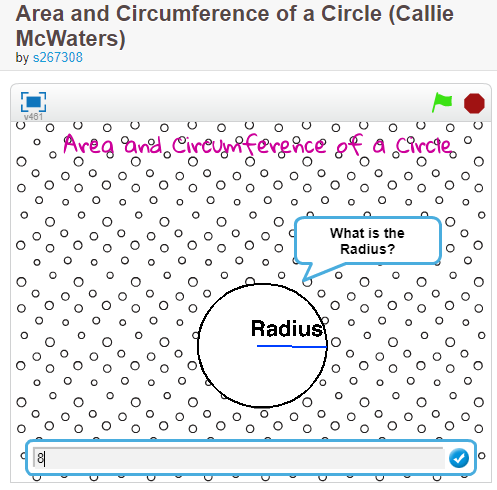 Area and Circumference of a Circle (Callie
McWaters)
by s267308
v461
Area and Circumference of a Circle
What is the
Radius?
Radius
8